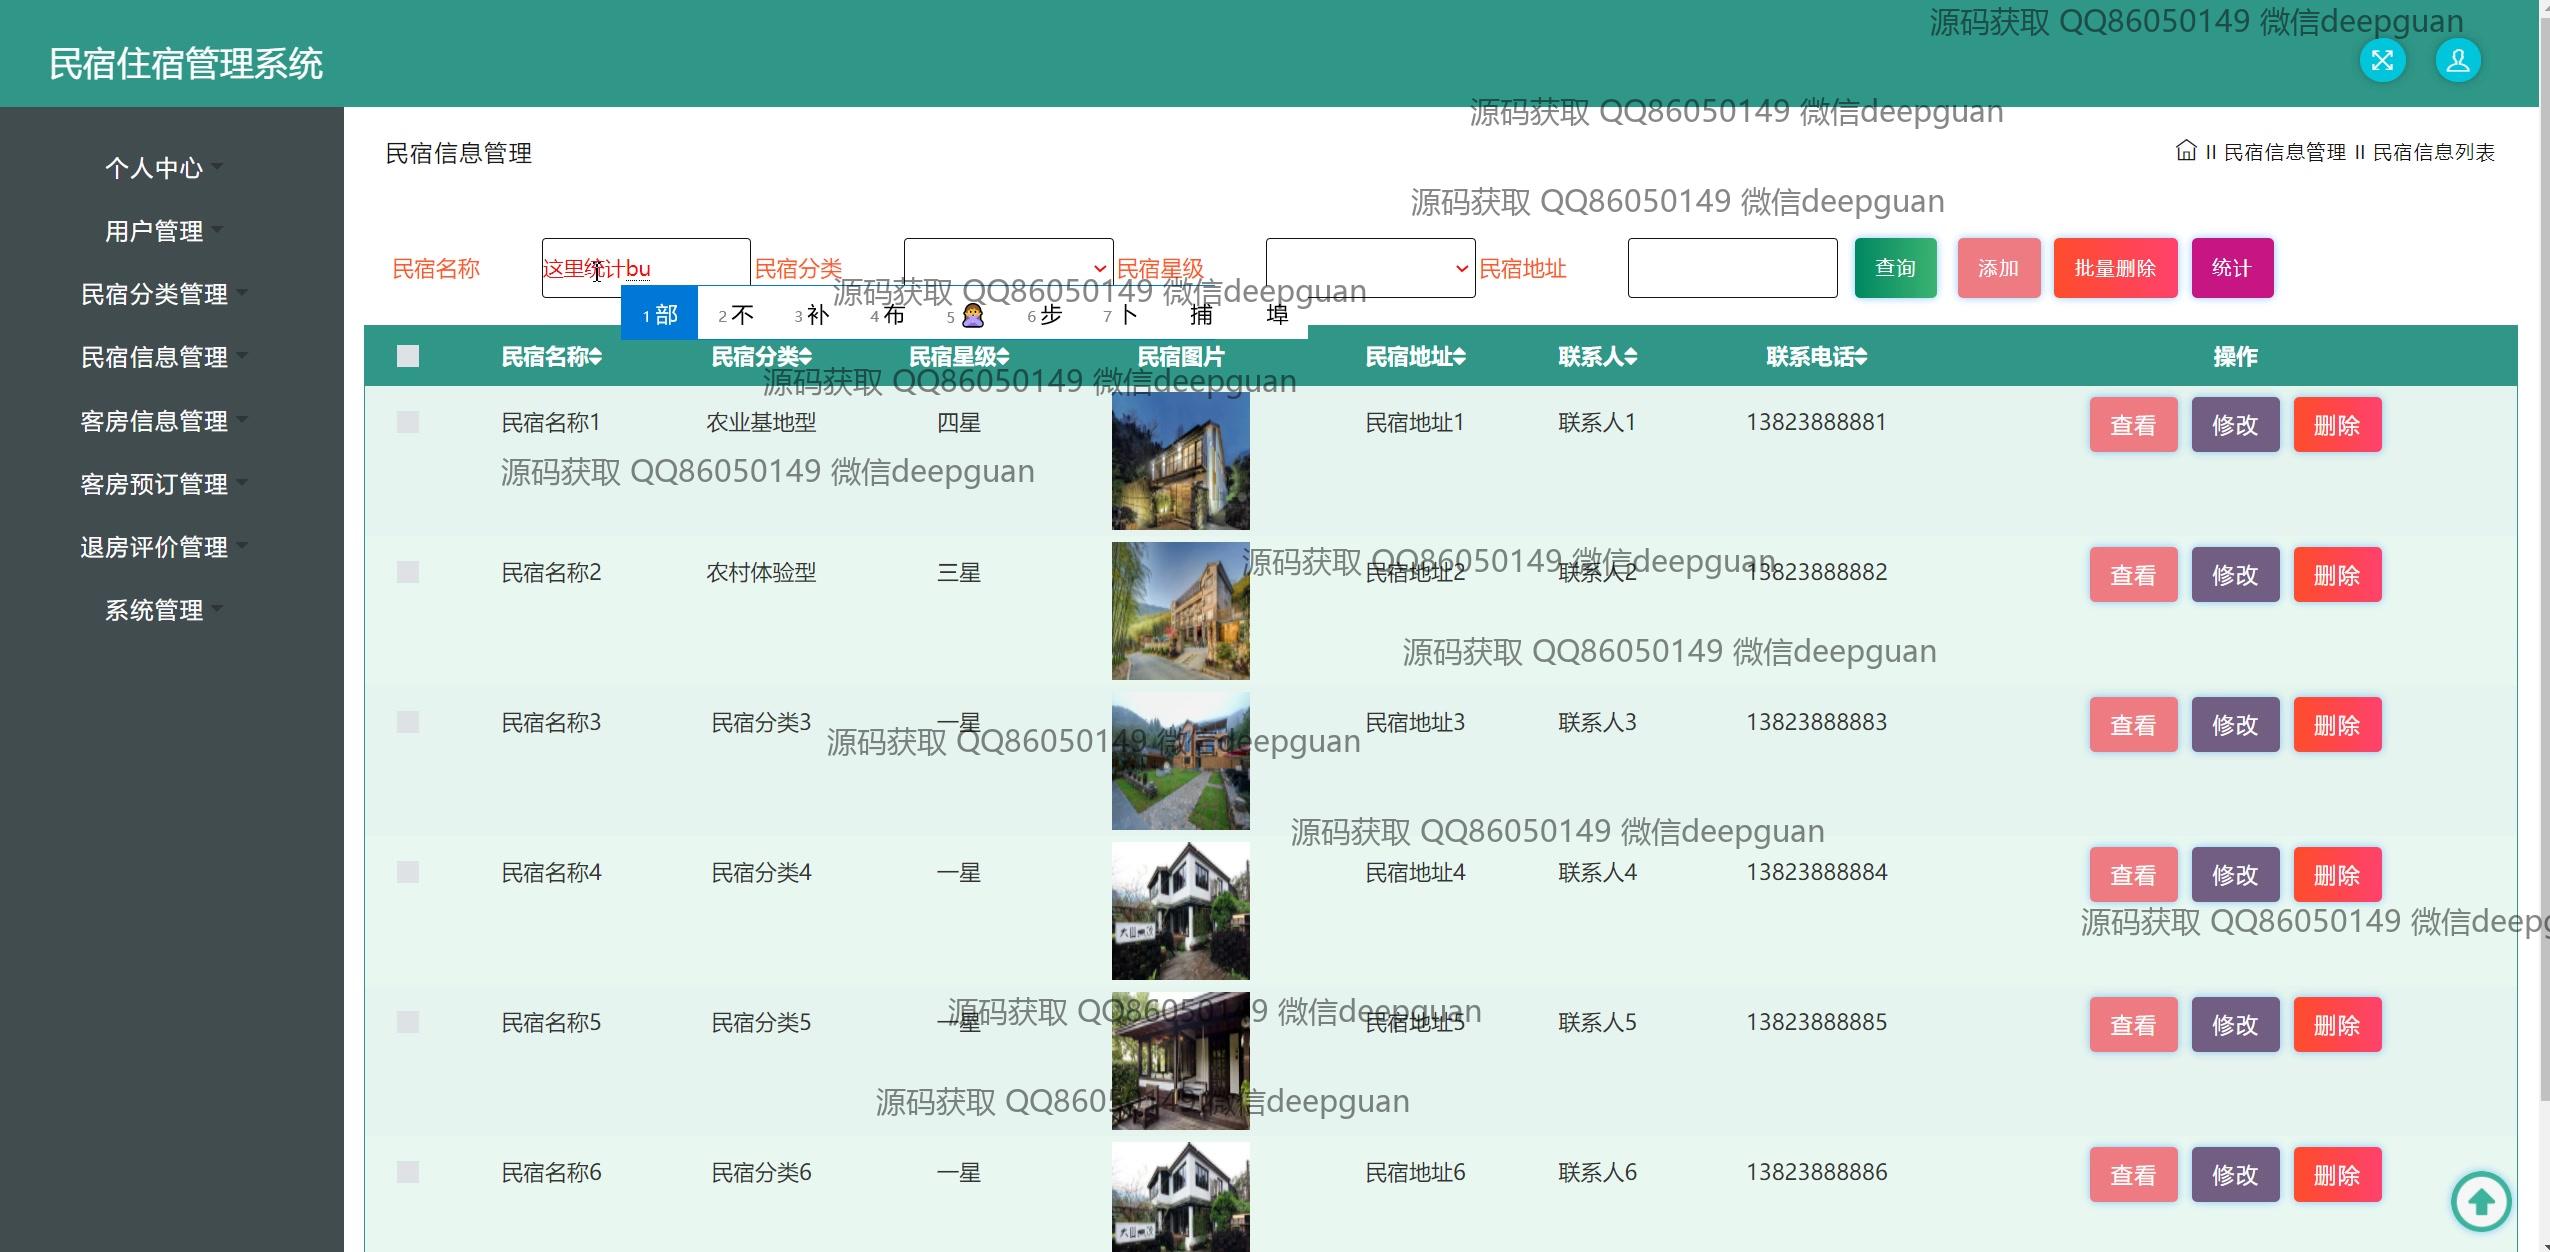 源码获取 QQ86050149 微信deepguan
民宿住宿管理系统
源码获取 QQ86050149 微信deepguan
个人中心
用户管理
民宿分类管理
民宿信息管理
客房信息管理
客房预订管理
退房评价管理
系统管理
民宿信息管理
民宿信息管理 II 民宿信息列表
源码获取 QQ86050149 微信deepguan
民宿名称 这里统计bu 民宿分类 民宿星级 民宿地址 查询 添加 批量删除 统计
源码获取 QQ86050149 微信deepguan
1 部 2 不 3 补 4 布 5 6 步 7 卜 捕 埠
民宿名称 民宿分类 民宿星级 民宿图片 民宿地址 联系人 联系电话 操作
源码获取 QQ86050149 微信deepguan
民宿名称1 农业基地型 四星 民宿地址1 联系人1 13823888881 查看 修改 删除
源码获取 QQ86050149 微信deepguan
源码获取 QQ86050149 微信deepguan
民宿名称2 农村体验型 三星 民宿地址2 联系人2 13823888882 查看 修改 删除
源码获取 QQ86050149 微信deepguan
民宿名称3 民宿分类3 一星 民宿地址3 联系人3 13823888883 查看 修改 删除
源码获取 QQ86050149 微信deepguan
源码获取 QQ86050149 微信deepguan
民宿名称4 民宿分类4 一星 民宿地址4 联系人4 13823888884 查看 修改 删除
源码获取 QQ86050149 微信deepg
源码获取 QQ86050149 微信deepguan
民宿名称5 民宿分类5 一星 民宿地址5 联系人5 13823888885 查看 修改 删除
源码获取 QQ86050149 微信deepguan
民宿名称6 民宿分类6 一星 民宿地址6 联系人6 13823888886 查看 修改 删除